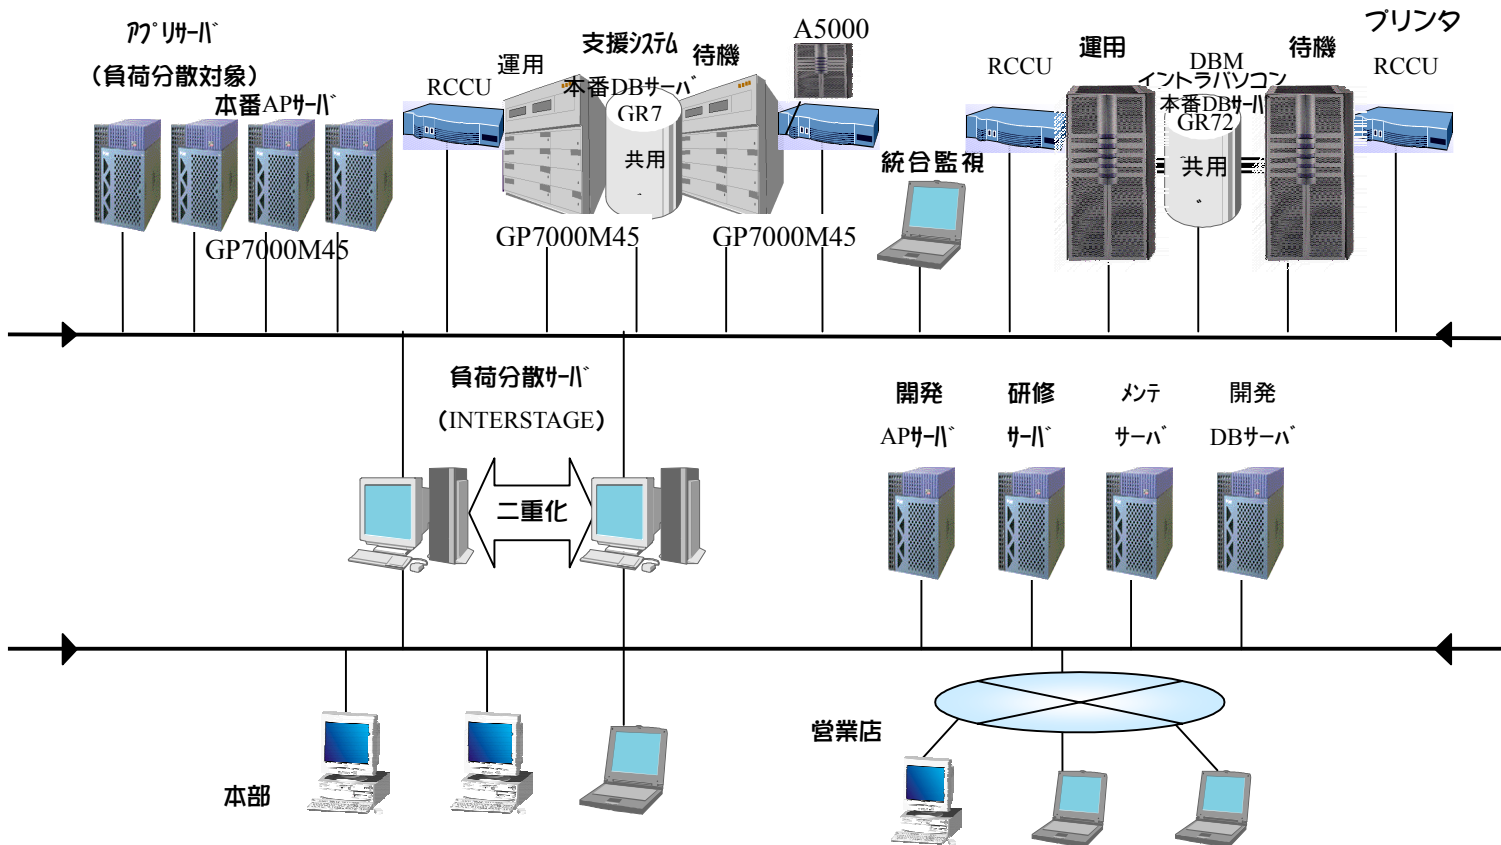 ｱﾌﾟﾘｻｰﾊﾞ
（負荷分散対象）
本番APｻｰﾊﾞ
GP7000M45
RCCU
運用
支援ｼｽﾃﾑ
本番DBｻｰﾊﾞ
待機
GR7
共用
GP7000M45
GP7000M45
A5000
統合監視
RCCU
運用
DBM
イントラパソコン
本番DBｻｰﾊﾞ
GR72
共用
待機
プリンタ
RCCU
負荷分散ｻｰﾊﾞ
（INTERSTAGE）
二重化
開発
APｻｰﾊﾞ
研修
ｻｰﾊﾞ
ﾒﾝﾃ
サーバ
開発
DBサーバ
本部
営業店